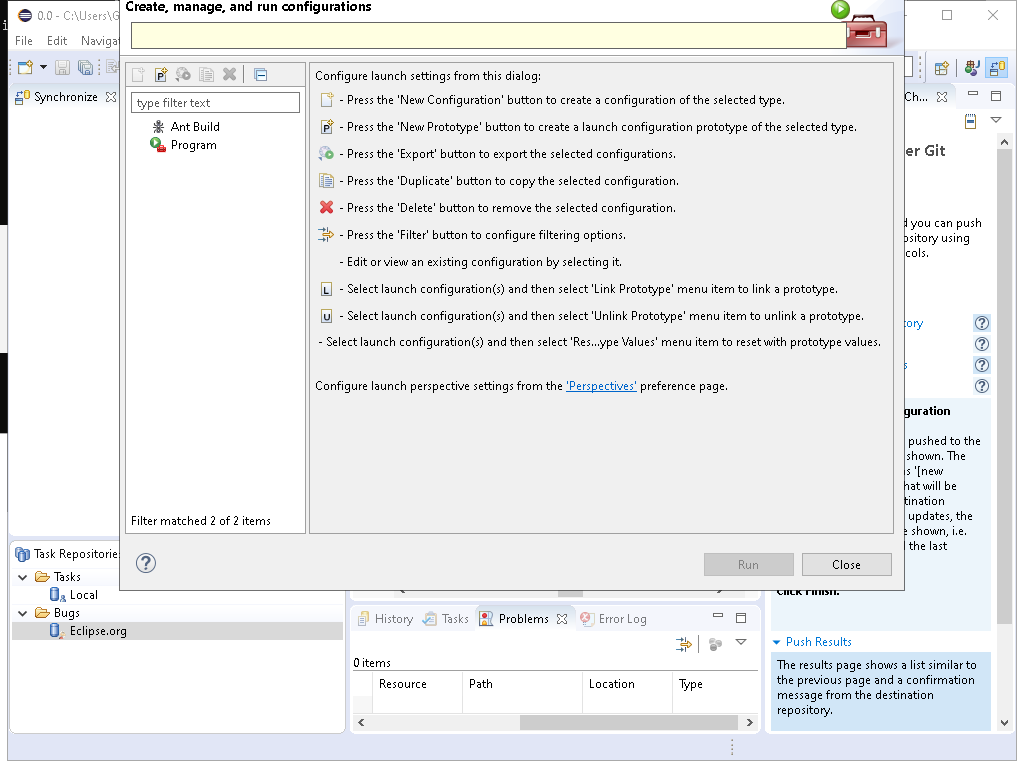 Create, manage, and run configurations
0.0 - C:\Users\G
File Edit Navigat
Synchronize
type filter text
Ant Build
Program
Filter matched 2 of 2 items
Configure launch settings from this dialog:
- Press the 'New Configuration' button to create a configuration of the selected type.
- Press the 'New Prototype' button to create a launch configuration prototype of the selected type.
- Press the 'Export' button to export the selected configurations.
- Press the 'Duplicate' button to copy the selected configuration.
- Press the 'Delete' button to remove the selected configuration.
- Press the 'Filter' button to configure filtering options.
- Edit or view an existing configuration by selecting it.
L - Select launch configuration(s) and then select 'Link Prototype' menu item to link a prototype.
U - Select launch configuration(s) and then select 'Unlink Prototype' menu item to unlink a prototype.
- Select launch configuration(s) and then select 'Res...ype Values' menu item to reset with prototype values.
Configure launch perspective settings from the 'Perspectives' preference page.
Run
Close
Ch...
er Git
d you can push
ository using
cols.
ory
s
guration
pushed to the
shown. The
s '[new
hat will be
tination
updates, the
e shown, i.e.
the last
Click Finish.
Push Results
The results page shows a list similar to
the previous page and a confirmation
message from the destination
repository.
Task Repositorie
Tasks
Local
Bugs
Eclipse.org
History Tasks Problems Error Log
0 items
Resource Path Location Type